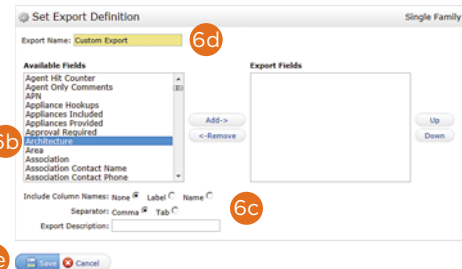 Set Export Definition Single Family
Export Name: Custom Export 6d
Available Fields Export Fields
Agent Hit Counter
Agent Only Comments
APN
Appliance Hookups
Appliances Included
Appliances Provided
Approval Required
Architecture
Area
Association
Association Contact Name
Association Contact Phone
Add->
<-Remove
Up
Down
6b
Include Column Names: None Label Name
Separator: Comma Tab
6c
Export Description:
e Save Cancel